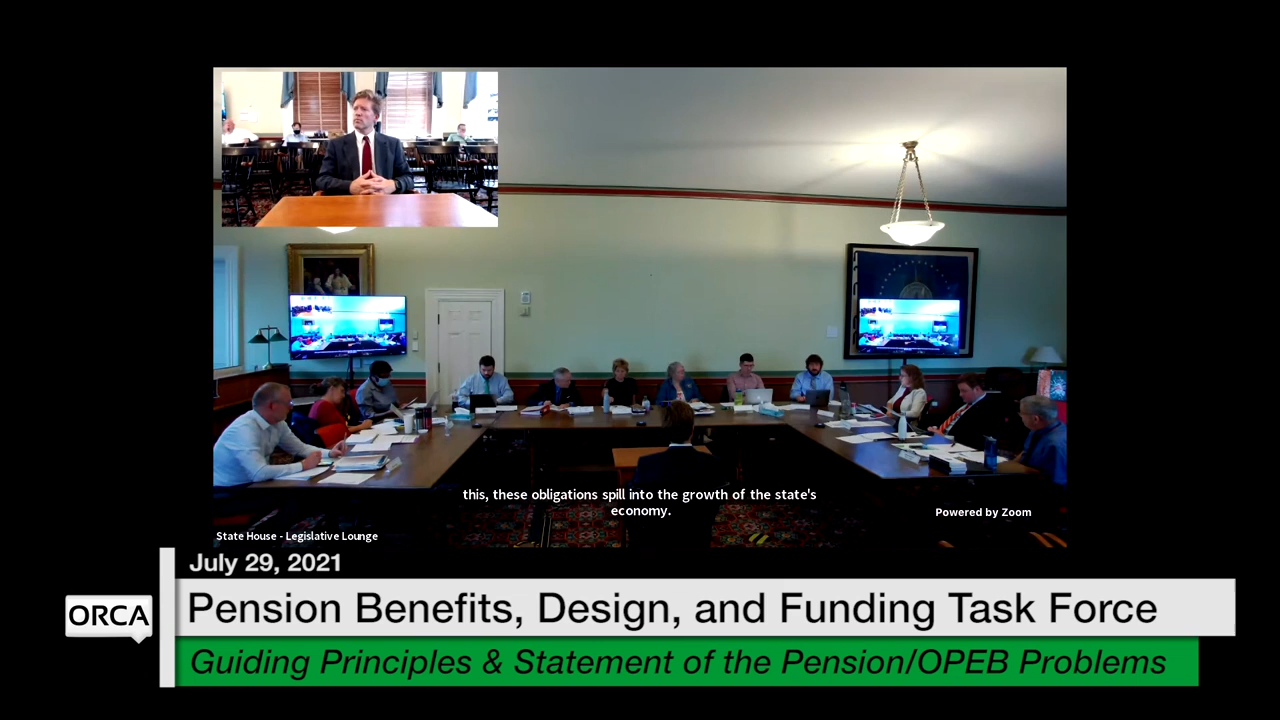 this, these obligations spill into the growth of the state's
economy.
Powered by Zoom
State House - Legislative Lounge
July 29, 2021
ORCA
Pension Benefits, Design, and Funding Task Force
Guiding Principles & Statement of the Pension/OPEB Problems